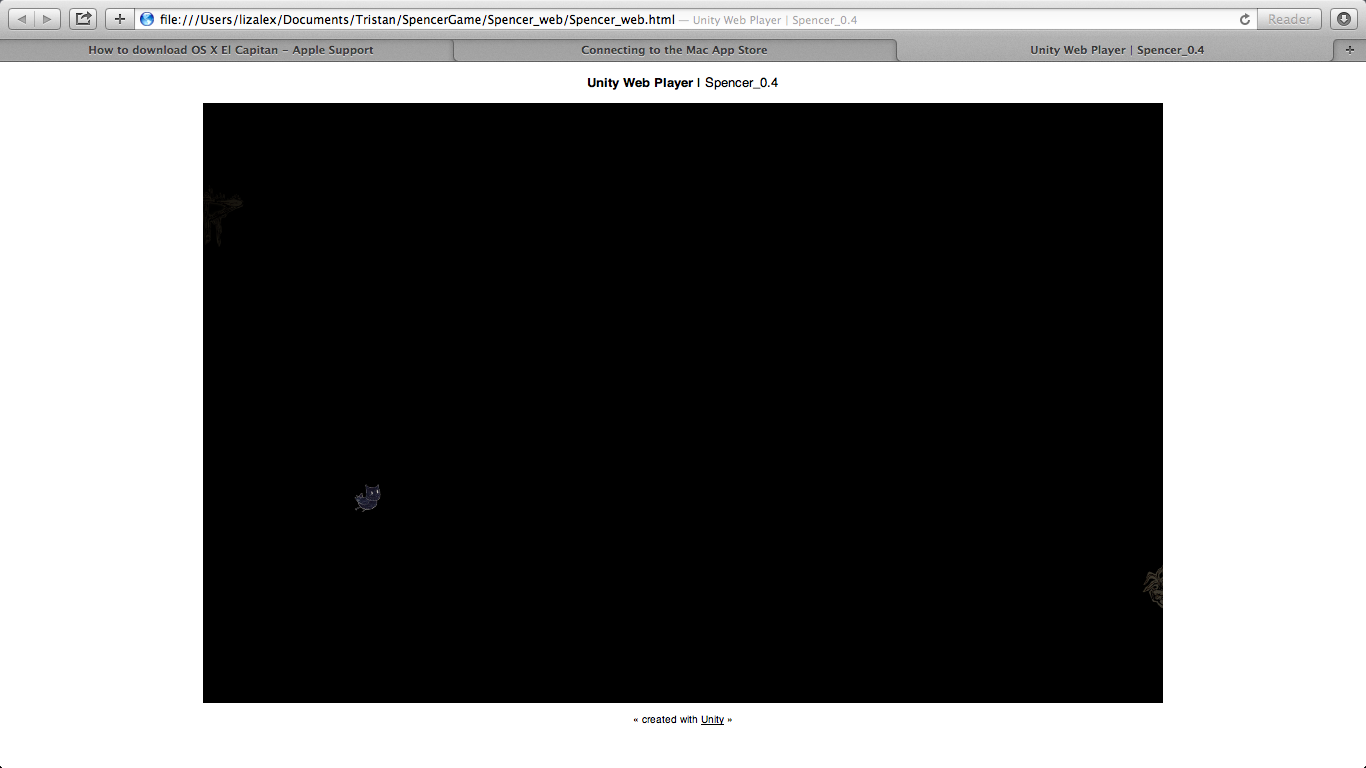 file:///Users/lizalex/Documents/Tristan/SpencerGame/Spencer_web/Spencer_web.html — Unity Web Player | Spencer_0.4
Reader
How to download OS X El Capitan - Apple Support
Connecting to the Mac App Store
Unity Web Player | Spencer_0.4
Unity Web Player | Spencer_0.4
« created with Unity »